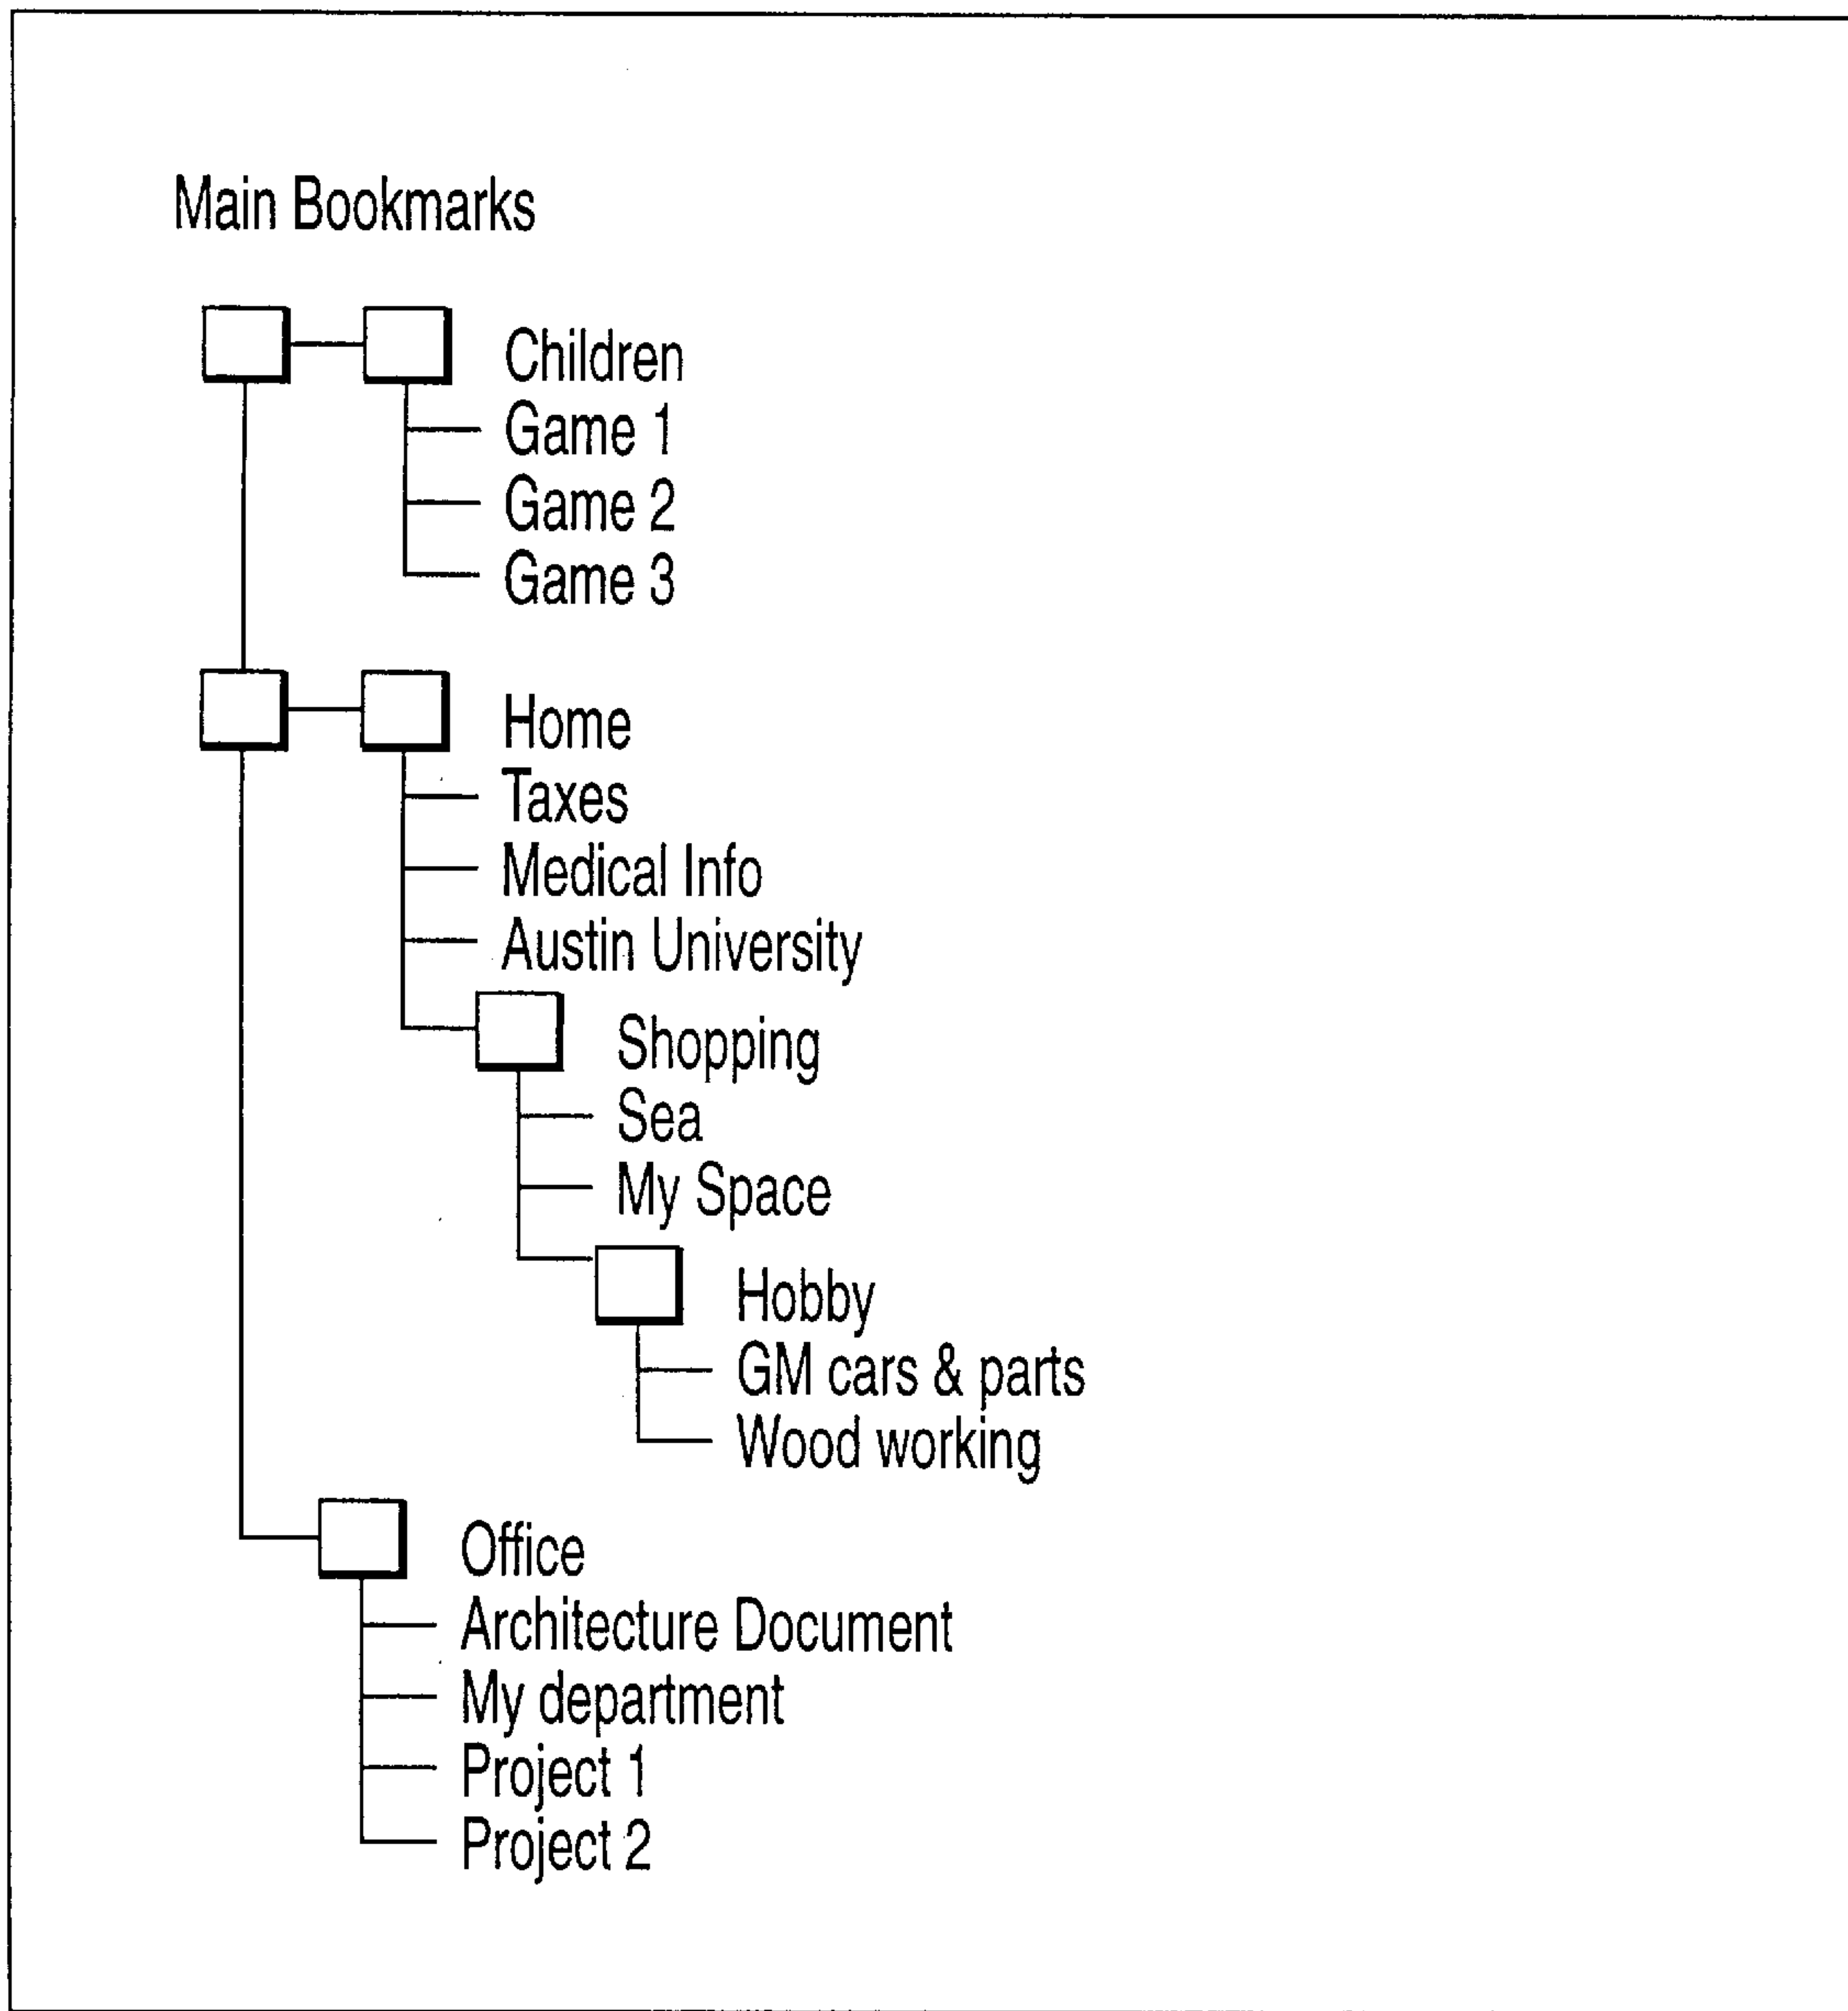 Main Bookmarks
Children
Game 1
Game 2
Game 3
Home
Taxes
Medical Info
Austin University
Shopping
Sea
My Space
Hobby
GM cars & parts
Wood working
Office
Architecture Document
My department
Project 1
Project 2